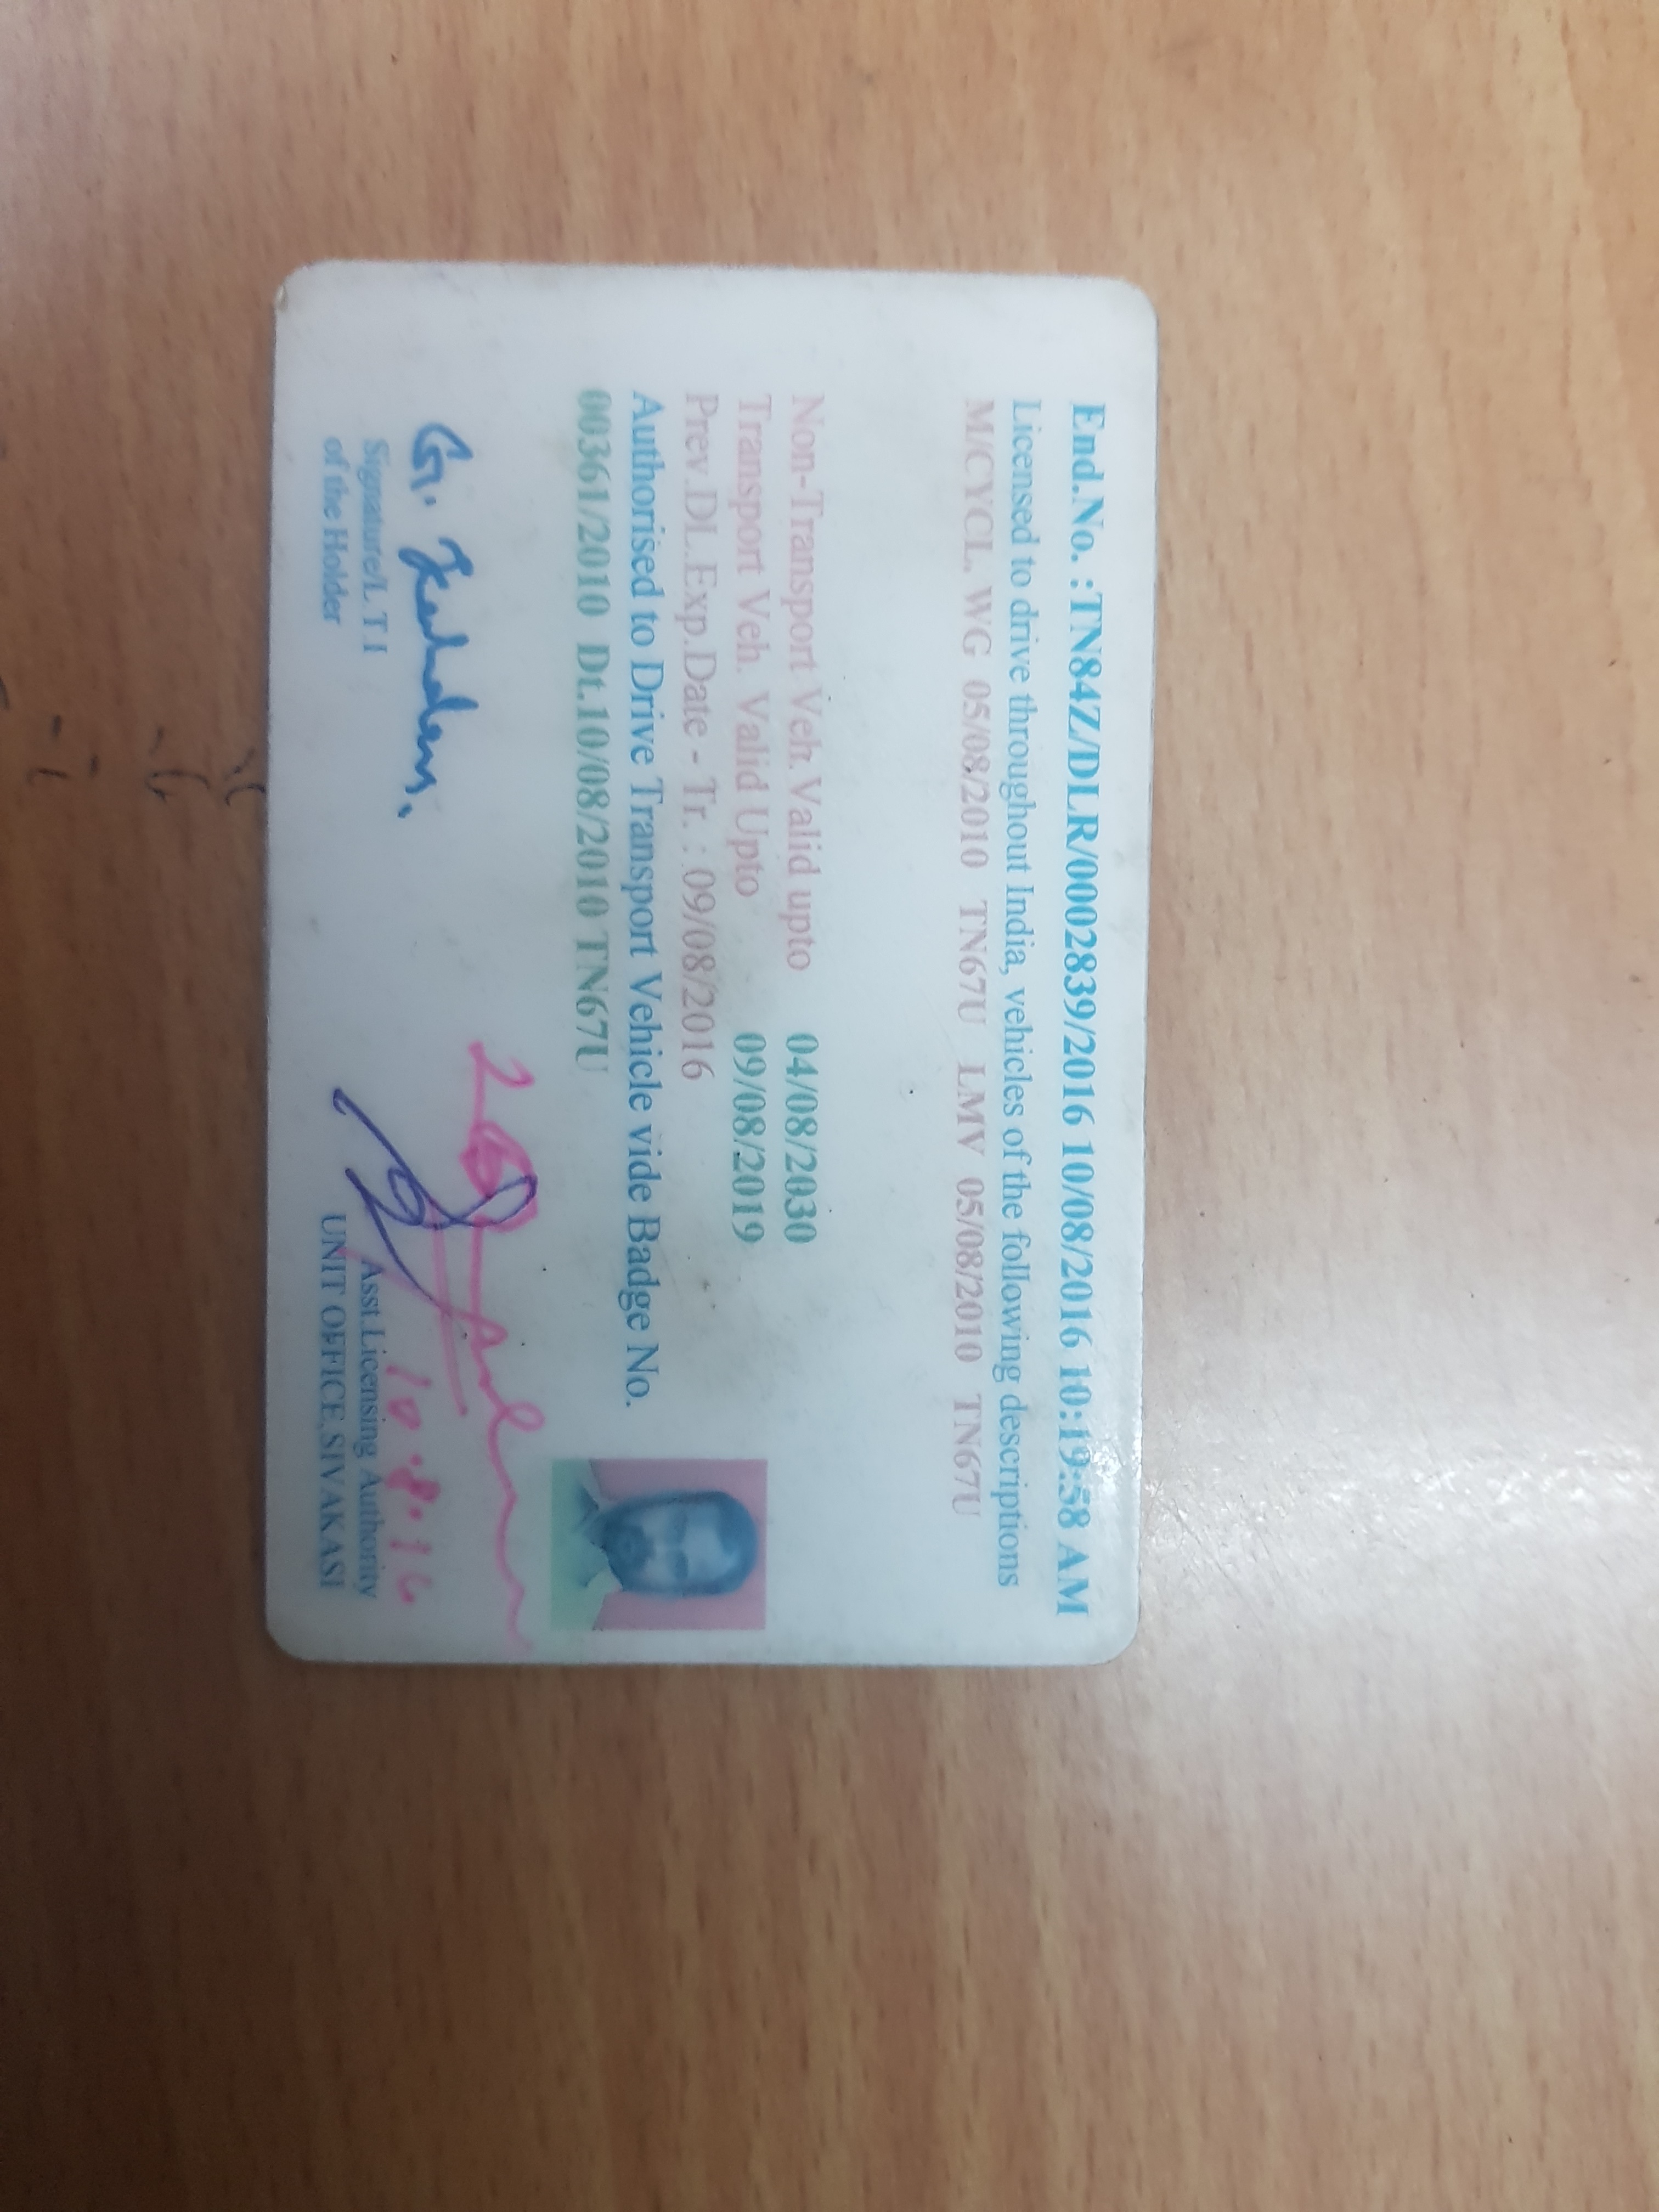 End.No. : TN84Z/DLR/0002839/2016 10/08/2016 10:19:58 AM
Licensed to drive throughout India, vehicles of the following descriptions
M/CYCL. WG 05/08/2010 TN67U LMV 05/08/2010 TN67U
Non-Transport Veh. Valid upto 04/08/2030
Transport Veh. Valid Upto 09/08/2019
Prev.DL.Exp.Date - Tr. : 09/08/2016
Authorised to Drive Transport Vehicle vide Badge No.
00361/2010 Dt.10/08/2010 TN67U
G.
10.8.16
Signature/L.T.I
of the Holder
Asst.Licensing Authority
UNIT OFFICE, SIVAKASI